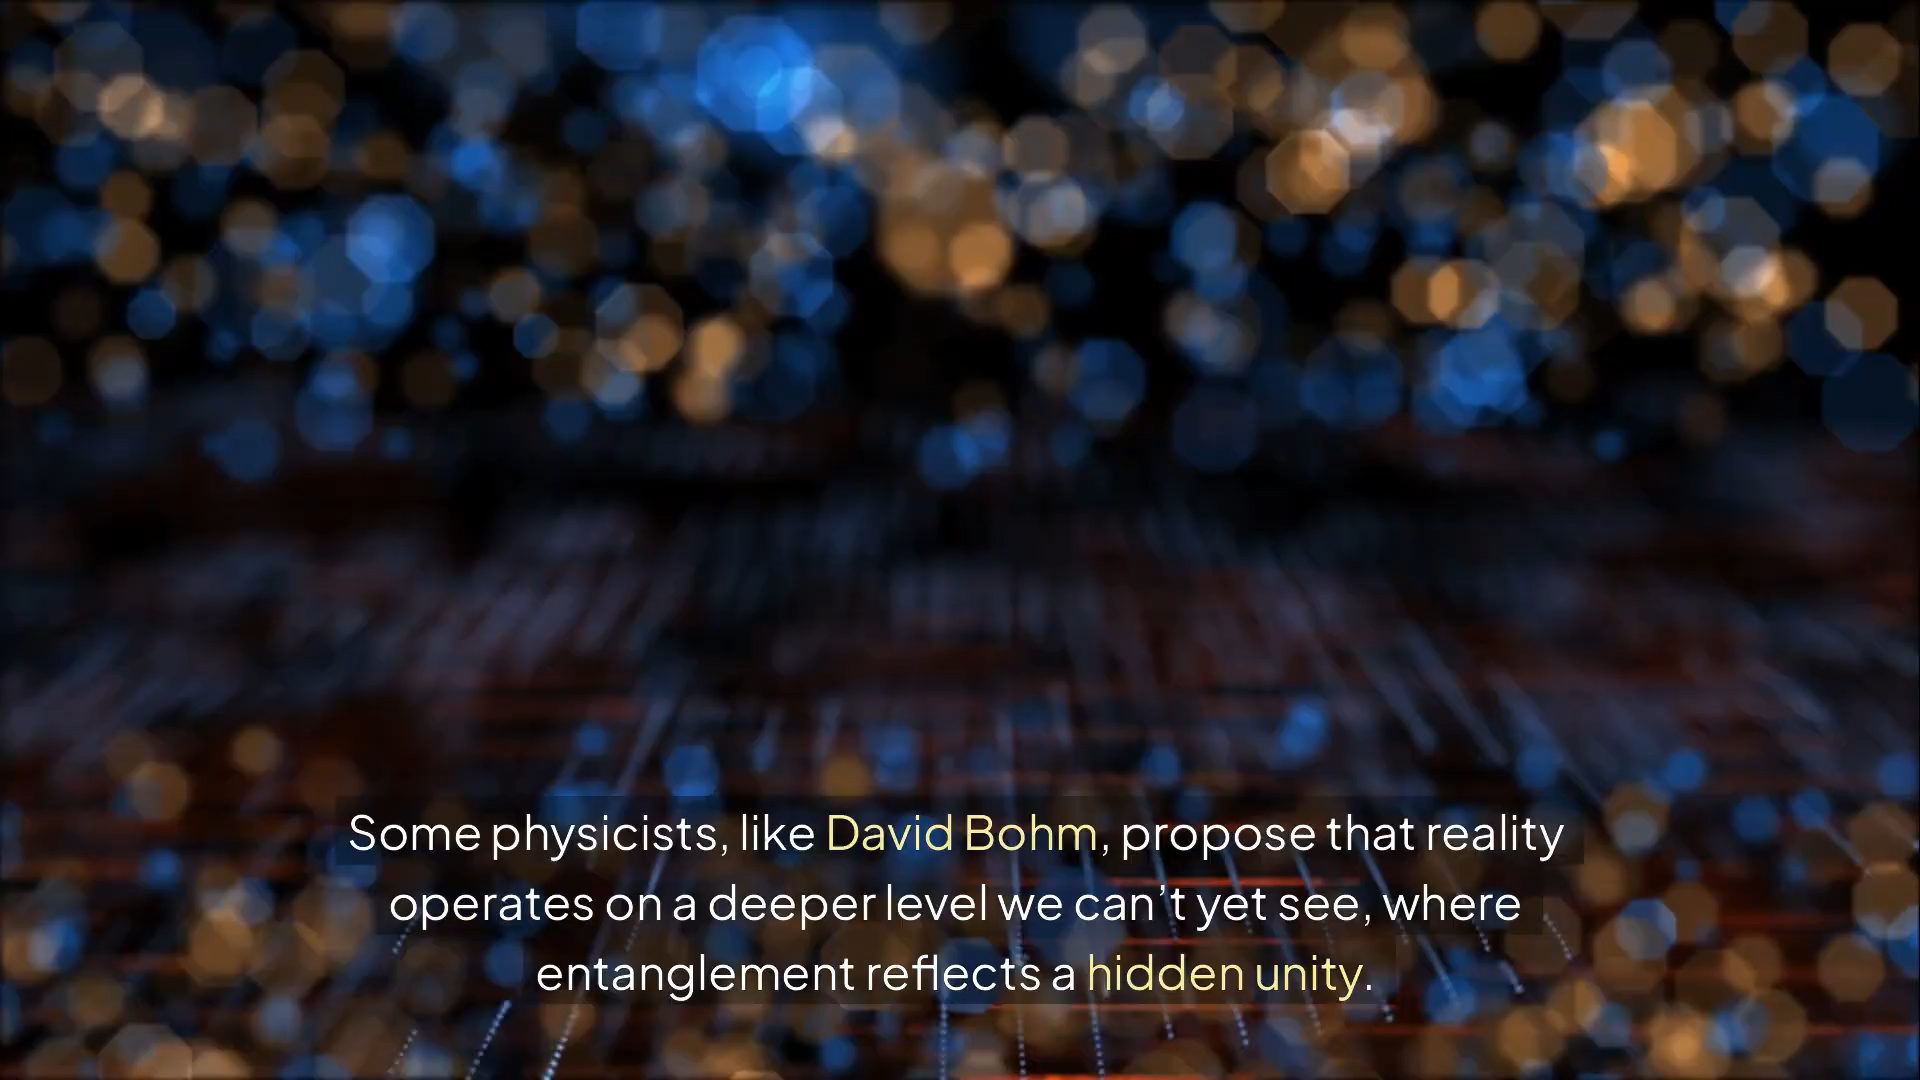 Some physicists, like David Bohm, propose that reality
operates on a deeper level we can’t yet see, where
entanglement reflects a hidden unity.